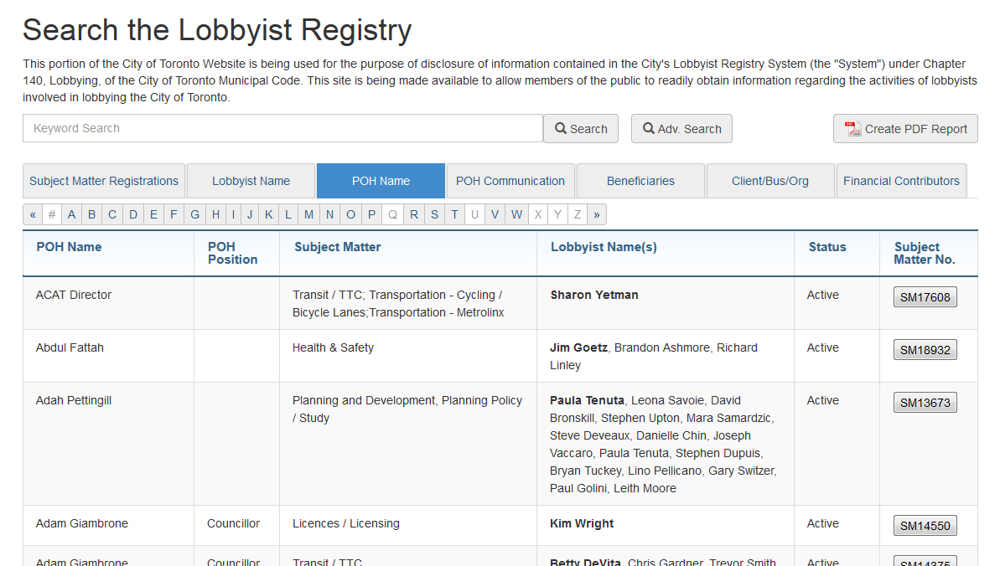 Search the Lobbyist Registry
This portion of the City of Toronto Website is being used for the purpose of disclosure of information contained in the City's Lobbyist Registry System (the "System") under Chapter
140, Lobbying, of the City of Toronto Municipal Code. This site is being made available to allow members of the public to readily obtain information regarding the activities of lobbyists
involved in lobbying the City of Toronto.
Keyword Search Search Adv. Search Create PDF Report
Subject Matter Registrations Lobbyist Name POH Name POH Communication Beneficiaries Client/Bus/Org Financial Contributors
« # A B C D E F G H I J K L M N O P Q R S T U V W X Y Z »
POH Name POH Subject Matter Lobbyist Name(s) Status Subject
Position Matter No.
ACAT Director Transit / TTC; Transportation - Cycling / Sharon Yetman Active SM17608
Bicycle Lanes;Transportation - Metrolinx
Abdul Fattah Health & Safety Jim Goetz, Brandon Ashmore, Richard Active SM18932
Linley
Adah Pettingill Planning and Development, Planning Policy Paula Tenuta, Leona Savoie, David Active SM13673
/ Study Bronskill, Stephen Upton, Mara Samardzic,
Steve Deveaux, Danielle Chin, Joseph
Vaccaro, Paula Tenuta, Stephen Dupuis,
Bryan Tuckey, Lino Pellicano, Gary Switzer,
Paul Golini, Leith Moore
Adam Giambrone Councillor Licences / Licensing Kim Wright Active SM14550
Adam Giambrone Councillor Transit / TTC Betty DeVita, Chris Gardner, Trevor Smith Active SM14375